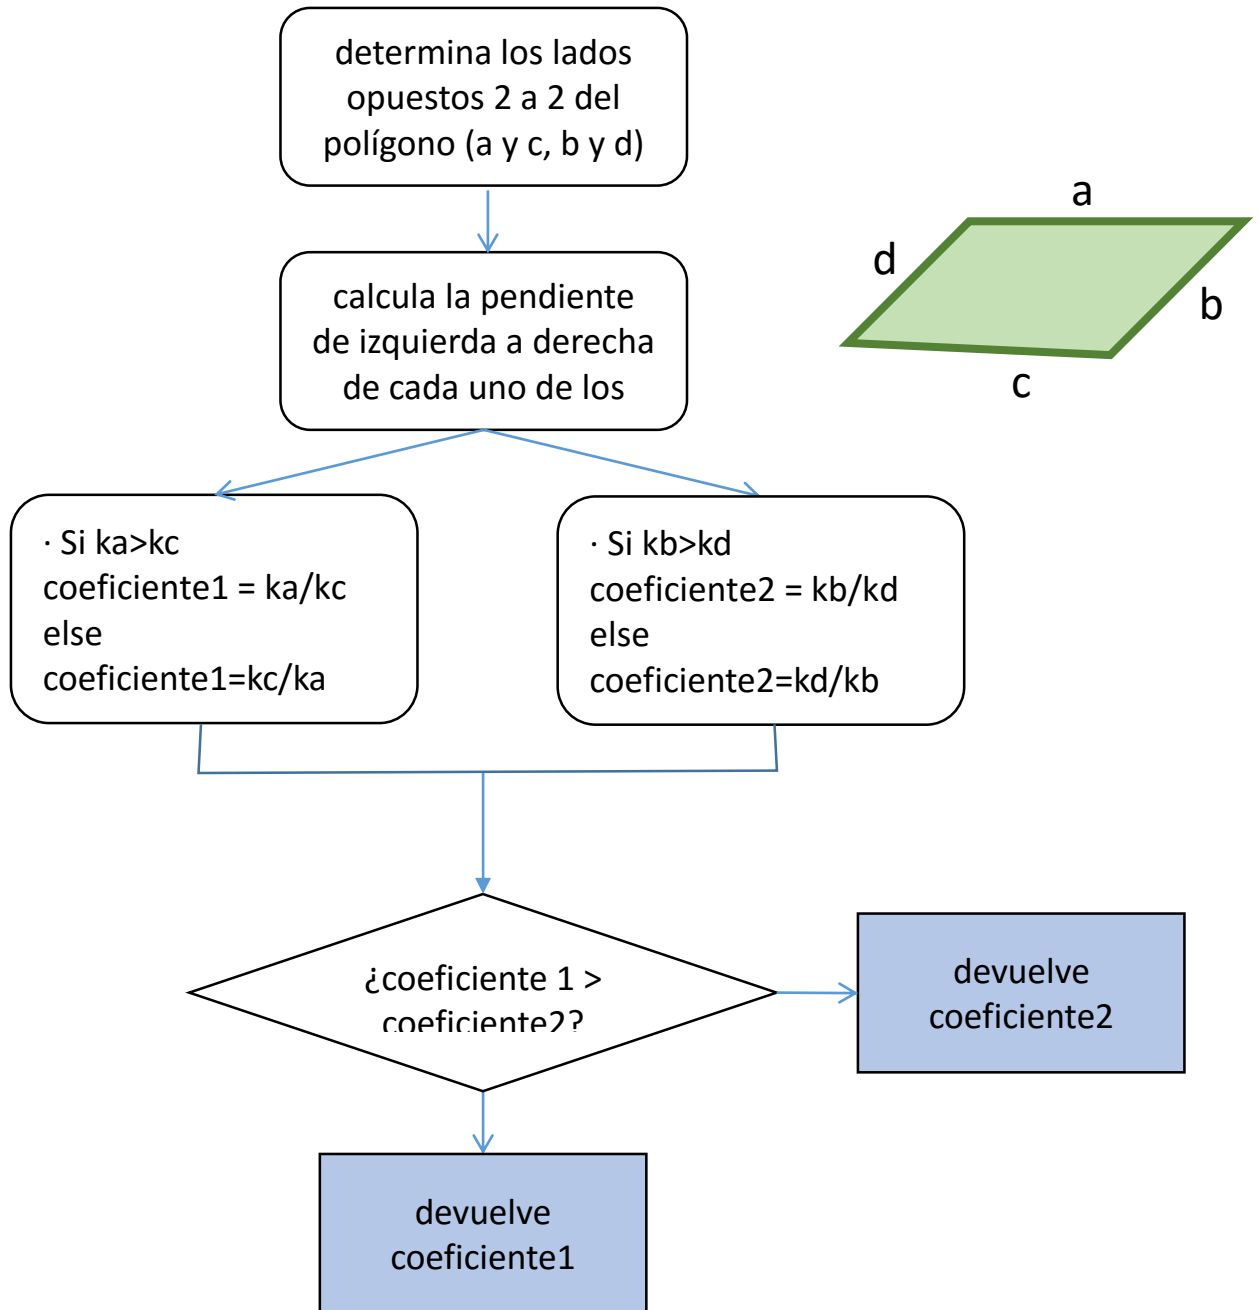 determina los lados
opuestos 2 a 2 del
polígono (a y c, b y d)
a
d
b
c
calcula la pendiente
de izquierda a derecha
de cada uno de los
· Si ka>kc
coeficiente1 = ka/kc
else
coeficiente1=kc/ka
· Si kb>kd
coeficiente2 = kb/kd
else
coeficiente2=kd/kb
¿coeficiente 1 >
coeficiente2?
devuelve
coeficiente2
devuelve
coeficiente1